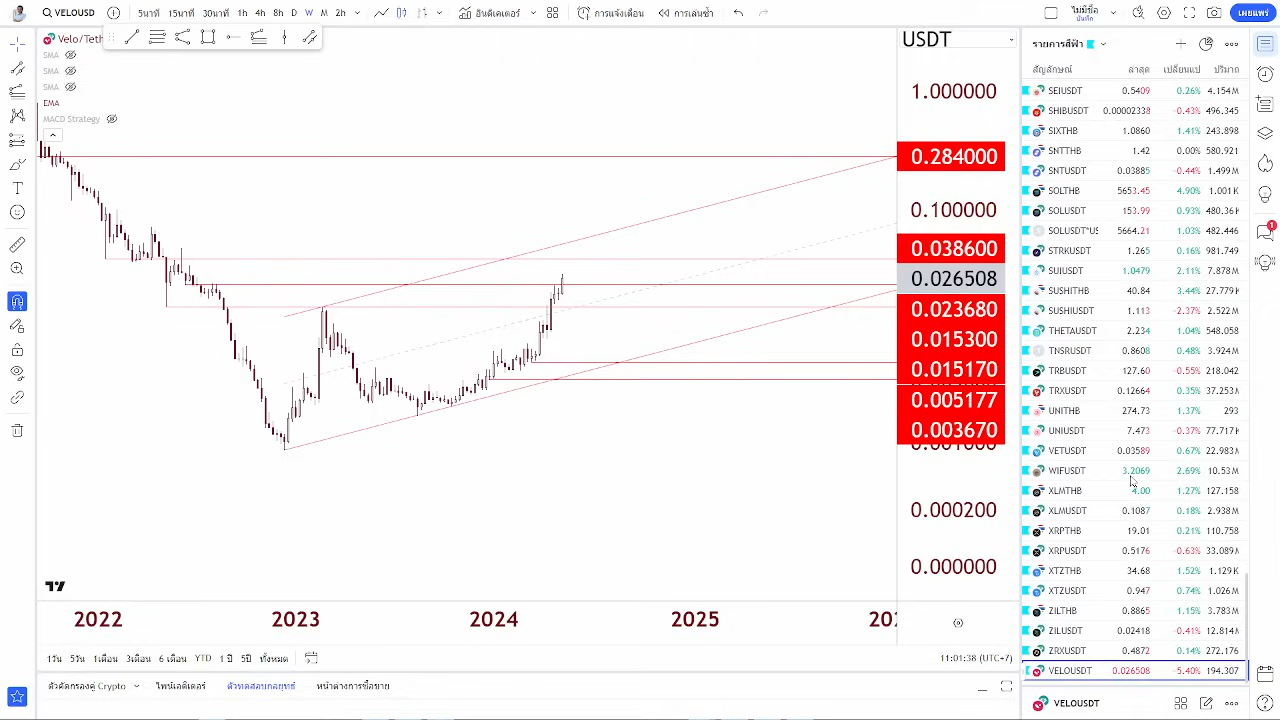 VELOUSD
5นาที
15นาที
30นาที
1H
4H
8H
D
W
M
2h
อินดิเคเตอร์
การแจ้งเตือน
การเล่นซ้ำ
บันทึก
เผยแพร่
Velo/Teth
SMA
SMA
SMA
EMA
MACD Strategy
USDT
1.000000
0.284000
0.100000
0.038600
0.026508
0.023680
0.015300
0.015170
0.005177
0.003670
0.000200
0.000000
2022
2023
2024
2025
1วัน
5วัน
1เดือน
3เดือน
6 เดือน
YTD
1 ปี
5ปี
ทั้งหมด
11:01:38 (UTC+7)
ตัวคัดกรองคู่ Crypto
ไพน์เอดิเตอร์
ตัวทดสอบกลยุทธ์
หน้าต่างการซื้อขาย
รายการสีฟ้า
สัญลักษณ์ ล่าสุด เปลี่ยนแป ปริมาณ
SEIUSDT 0.5409 0.26% 4.154M
SHIBUSDT 0.00002338 -0.43% 496.345
SIXTHB 1.0860 1.41% 243.898
SNTTHB 1.42 0.00% 580.921
SNTUSDT 0.03885 -0.44% 1.499M
SOLTHB 5653.45 4.90% 1.001K
SOLUSDT 153.99 0.93% 480.36K
SOLUSDT*US 5664.21 1.03% 482.446
STRKUSDT 1.265 0.16% 981.749
SUIUSDT 1.0479 2.11% 7.878M
SUSHITHB 40.84 3.44% 27.779K
SUSHIUSDT 1.113 -2.37% 2.522M
THETAUSDT 2.234 1.04% 548.058
TNSRUSDT 0.8608 0.48% 3.924M
TRBUSDT 127.60 -0.55% 167.448
TRXUSDT 0.12664 0.35% 37.253M
UNITHB 274.73 1.37% 293
UNIUSDT 7.473 -0.37% 77.717K
VETUSDT 0.03589 0.67% 22.983M
WIFUSDT 3.2069 2.69% 10.53M
XLMTHB 4.00 1.27% 127.158
XLMUSDT 0.1087 0.18% 2.938M
XRPTHB 19.01 0.21% 110.758
XRPUSDT 0.5176 -0.63% 33.089M
XTZTHB 34.68 1.52% 1.129K
XTZUSDT 0.947 0.74% 1.026M
ZILTHB 0.8865 1.15% 3.783M
ZILUSDT 0.02418 -0.41% 12.814M
ZRXUSDT 0.4872 0.14% 272.176
VELOUSDT 0.026508 -5.40% 194.307
VELOUSDT
1